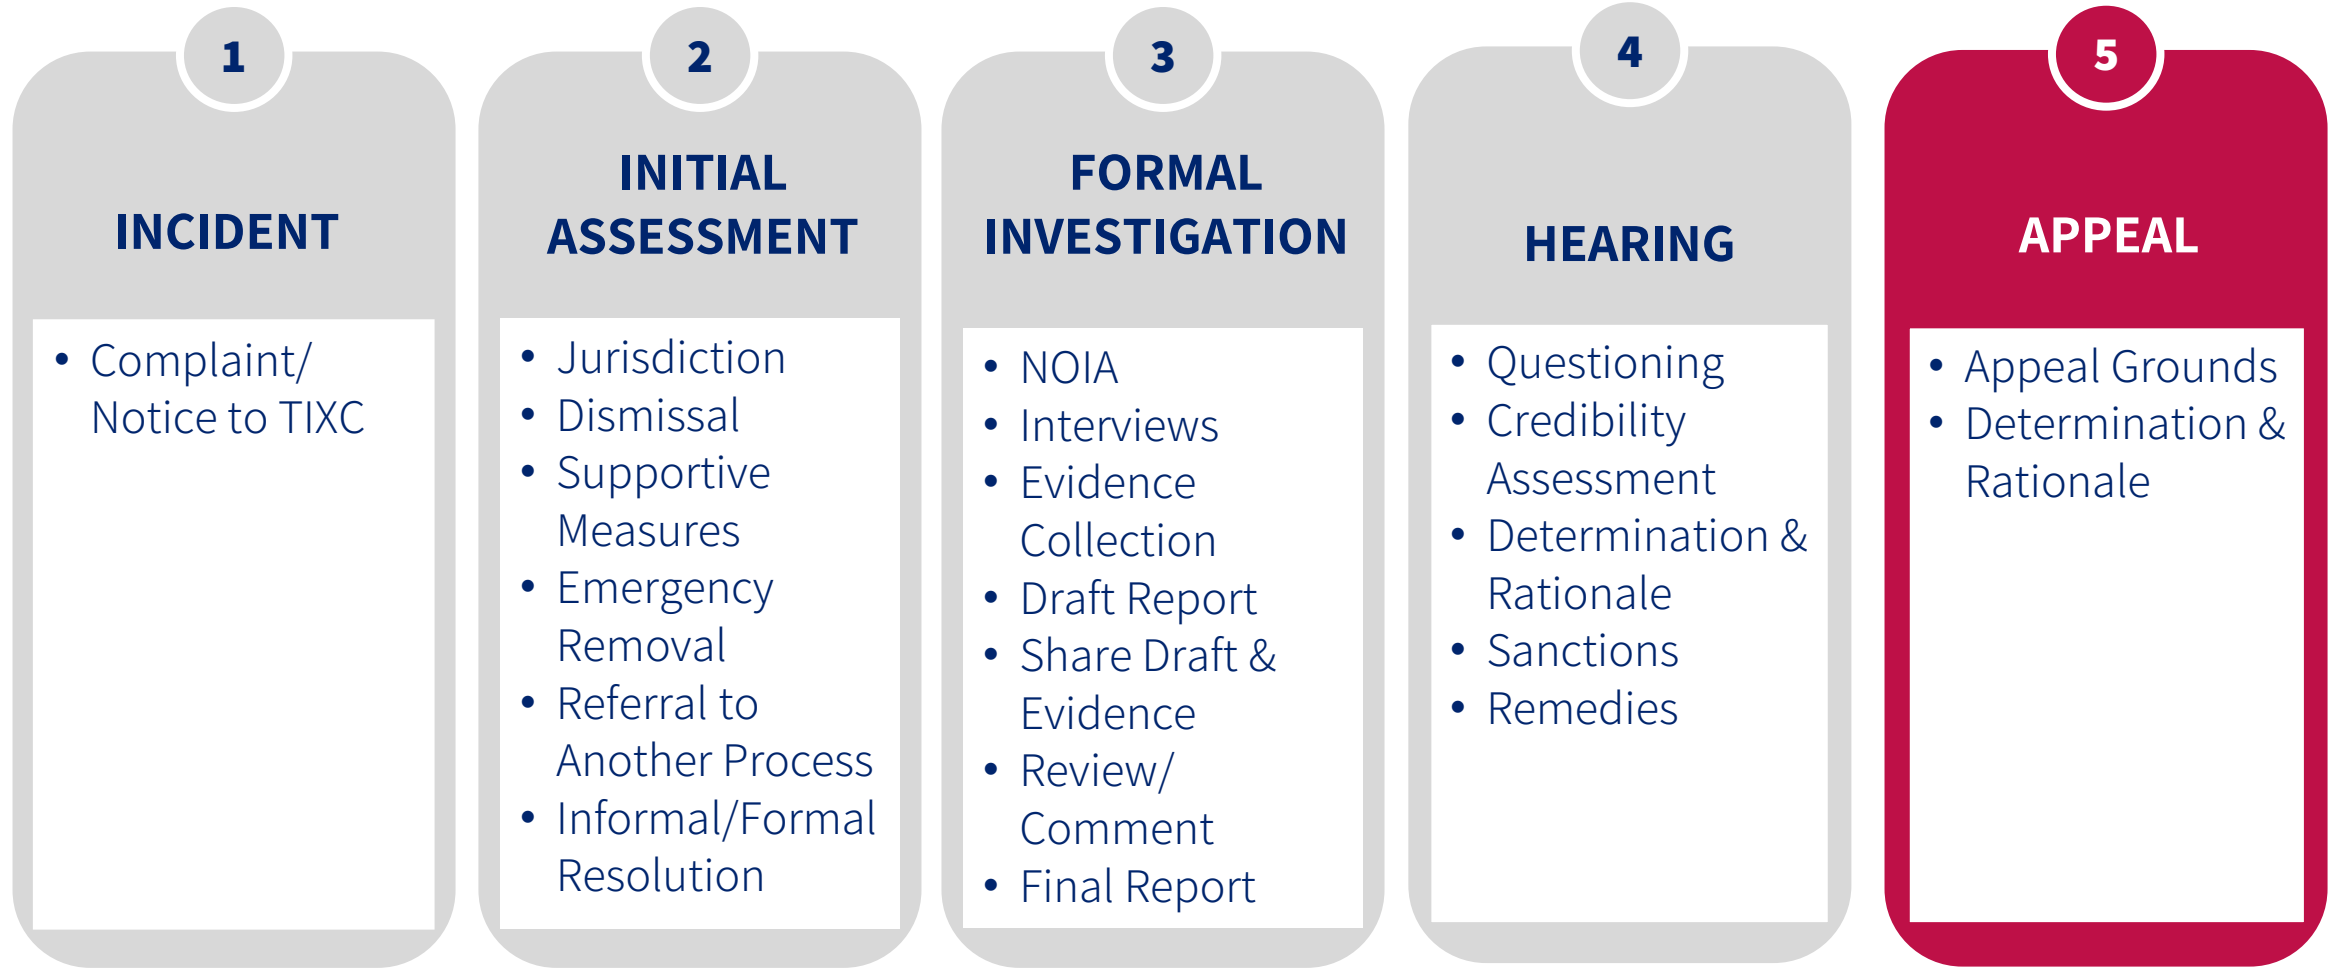 1
INCIDENT
• Complaint/
Notice to TIXC
2
INITIAL
ASSESSMENT
• Jurisdiction
• Dismissal
• Supportive
Measures
• Emergency
Removal
• Referral to
Another Process
• Informal/Formal
Resolution
3
FORMAL
INVESTIGATION
• NOIA
• Interviews
• Evidence
Collection
• Draft Report
• Share Draft &
Evidence
• Review/
Comment
• Final Report
4
HEARING
• Questioning
• Credibility
Assessment
• Determination &
Rationale
• Sanctions
• Remedies
5
APPEAL
• Appeal Grounds
• Determination &
Rationale